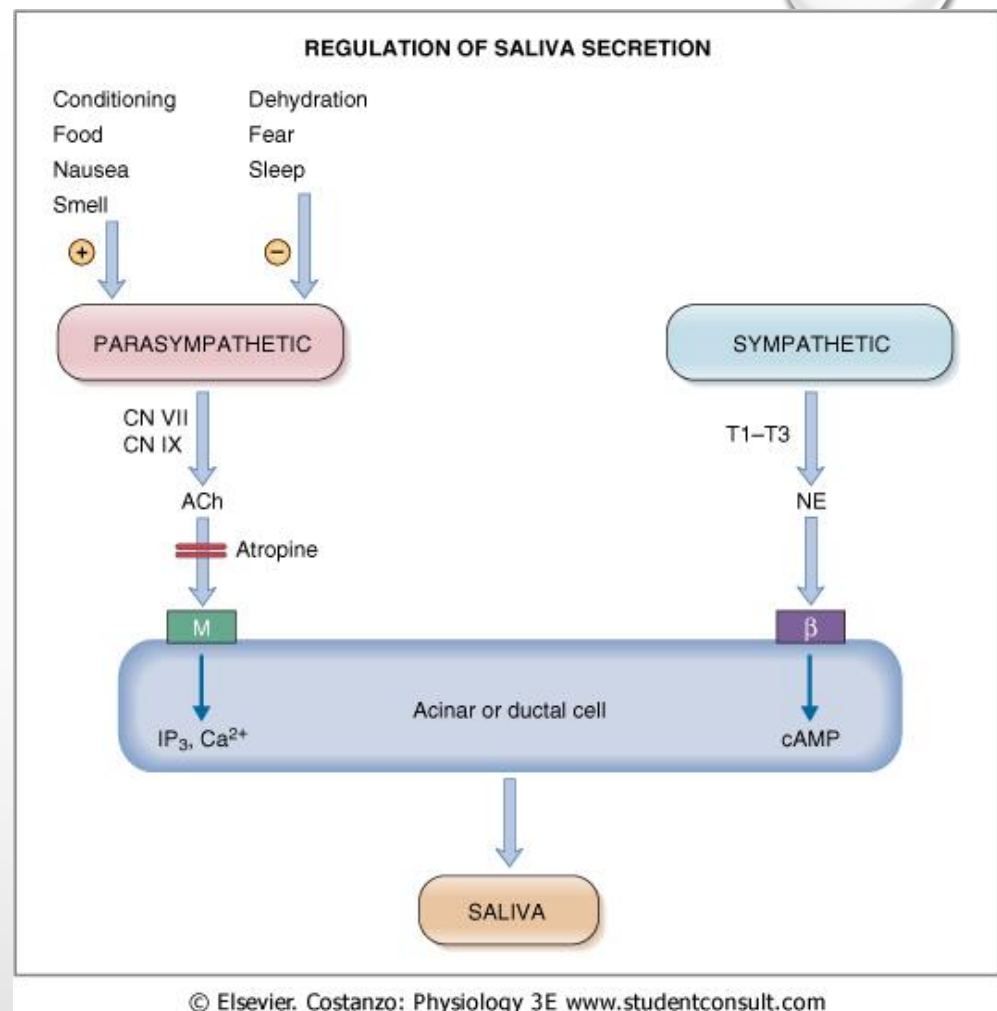 REGULATION OF SALIVA SECRETION
Conditioning
Food
Nausea
Smell
Dehydration
Fear
Sleep
+
−
PARASYMPATHETIC
SYMPATHETIC
CN VII
CN IX
T1–T3
ACh
NE
Atropine
M
β
Acinar or ductal cell
IP₃, Ca²⁺
cAMP
SALIVA
© Elsevier. Costanzo: Physiology 3E www.studentconsult.com